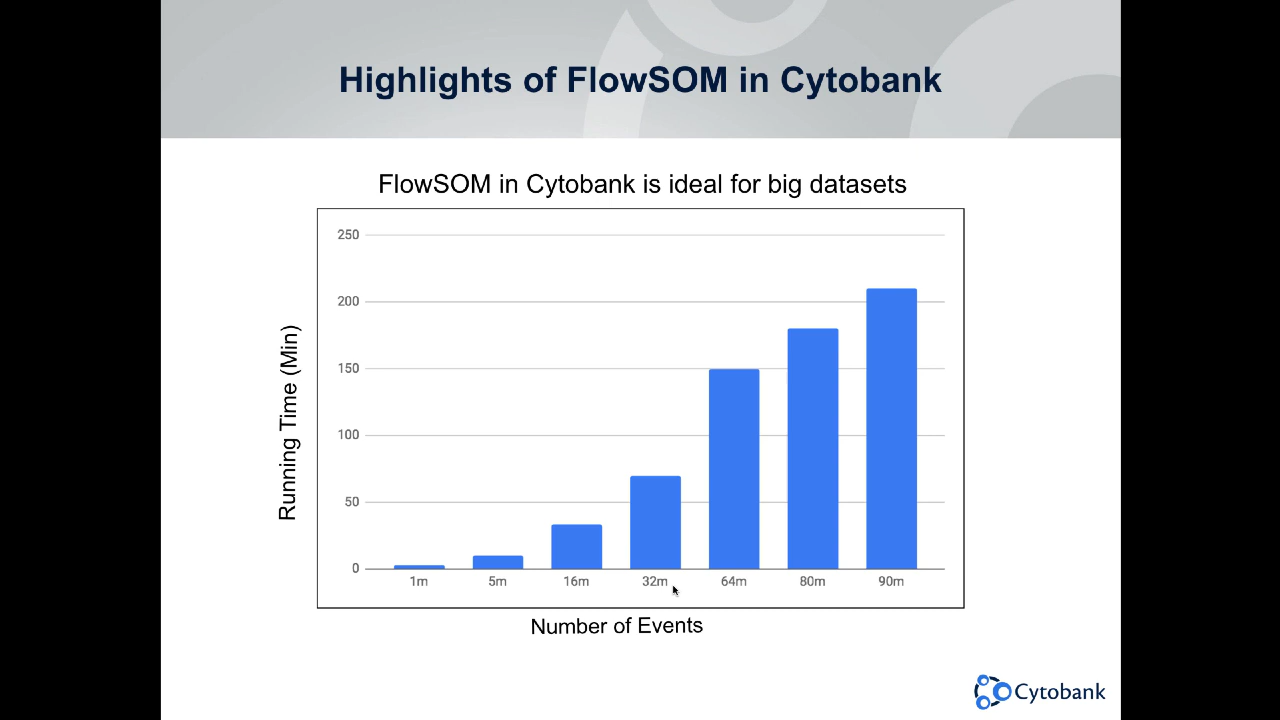 Highlights of FlowSOM in Cytobank
FlowSOM in Cytobank is ideal for big datasets
250
200
150
100
50
0
Running Time (Min)
1m 5m 16m 32m 64m 80m 90m
Number of Events
Cytobank